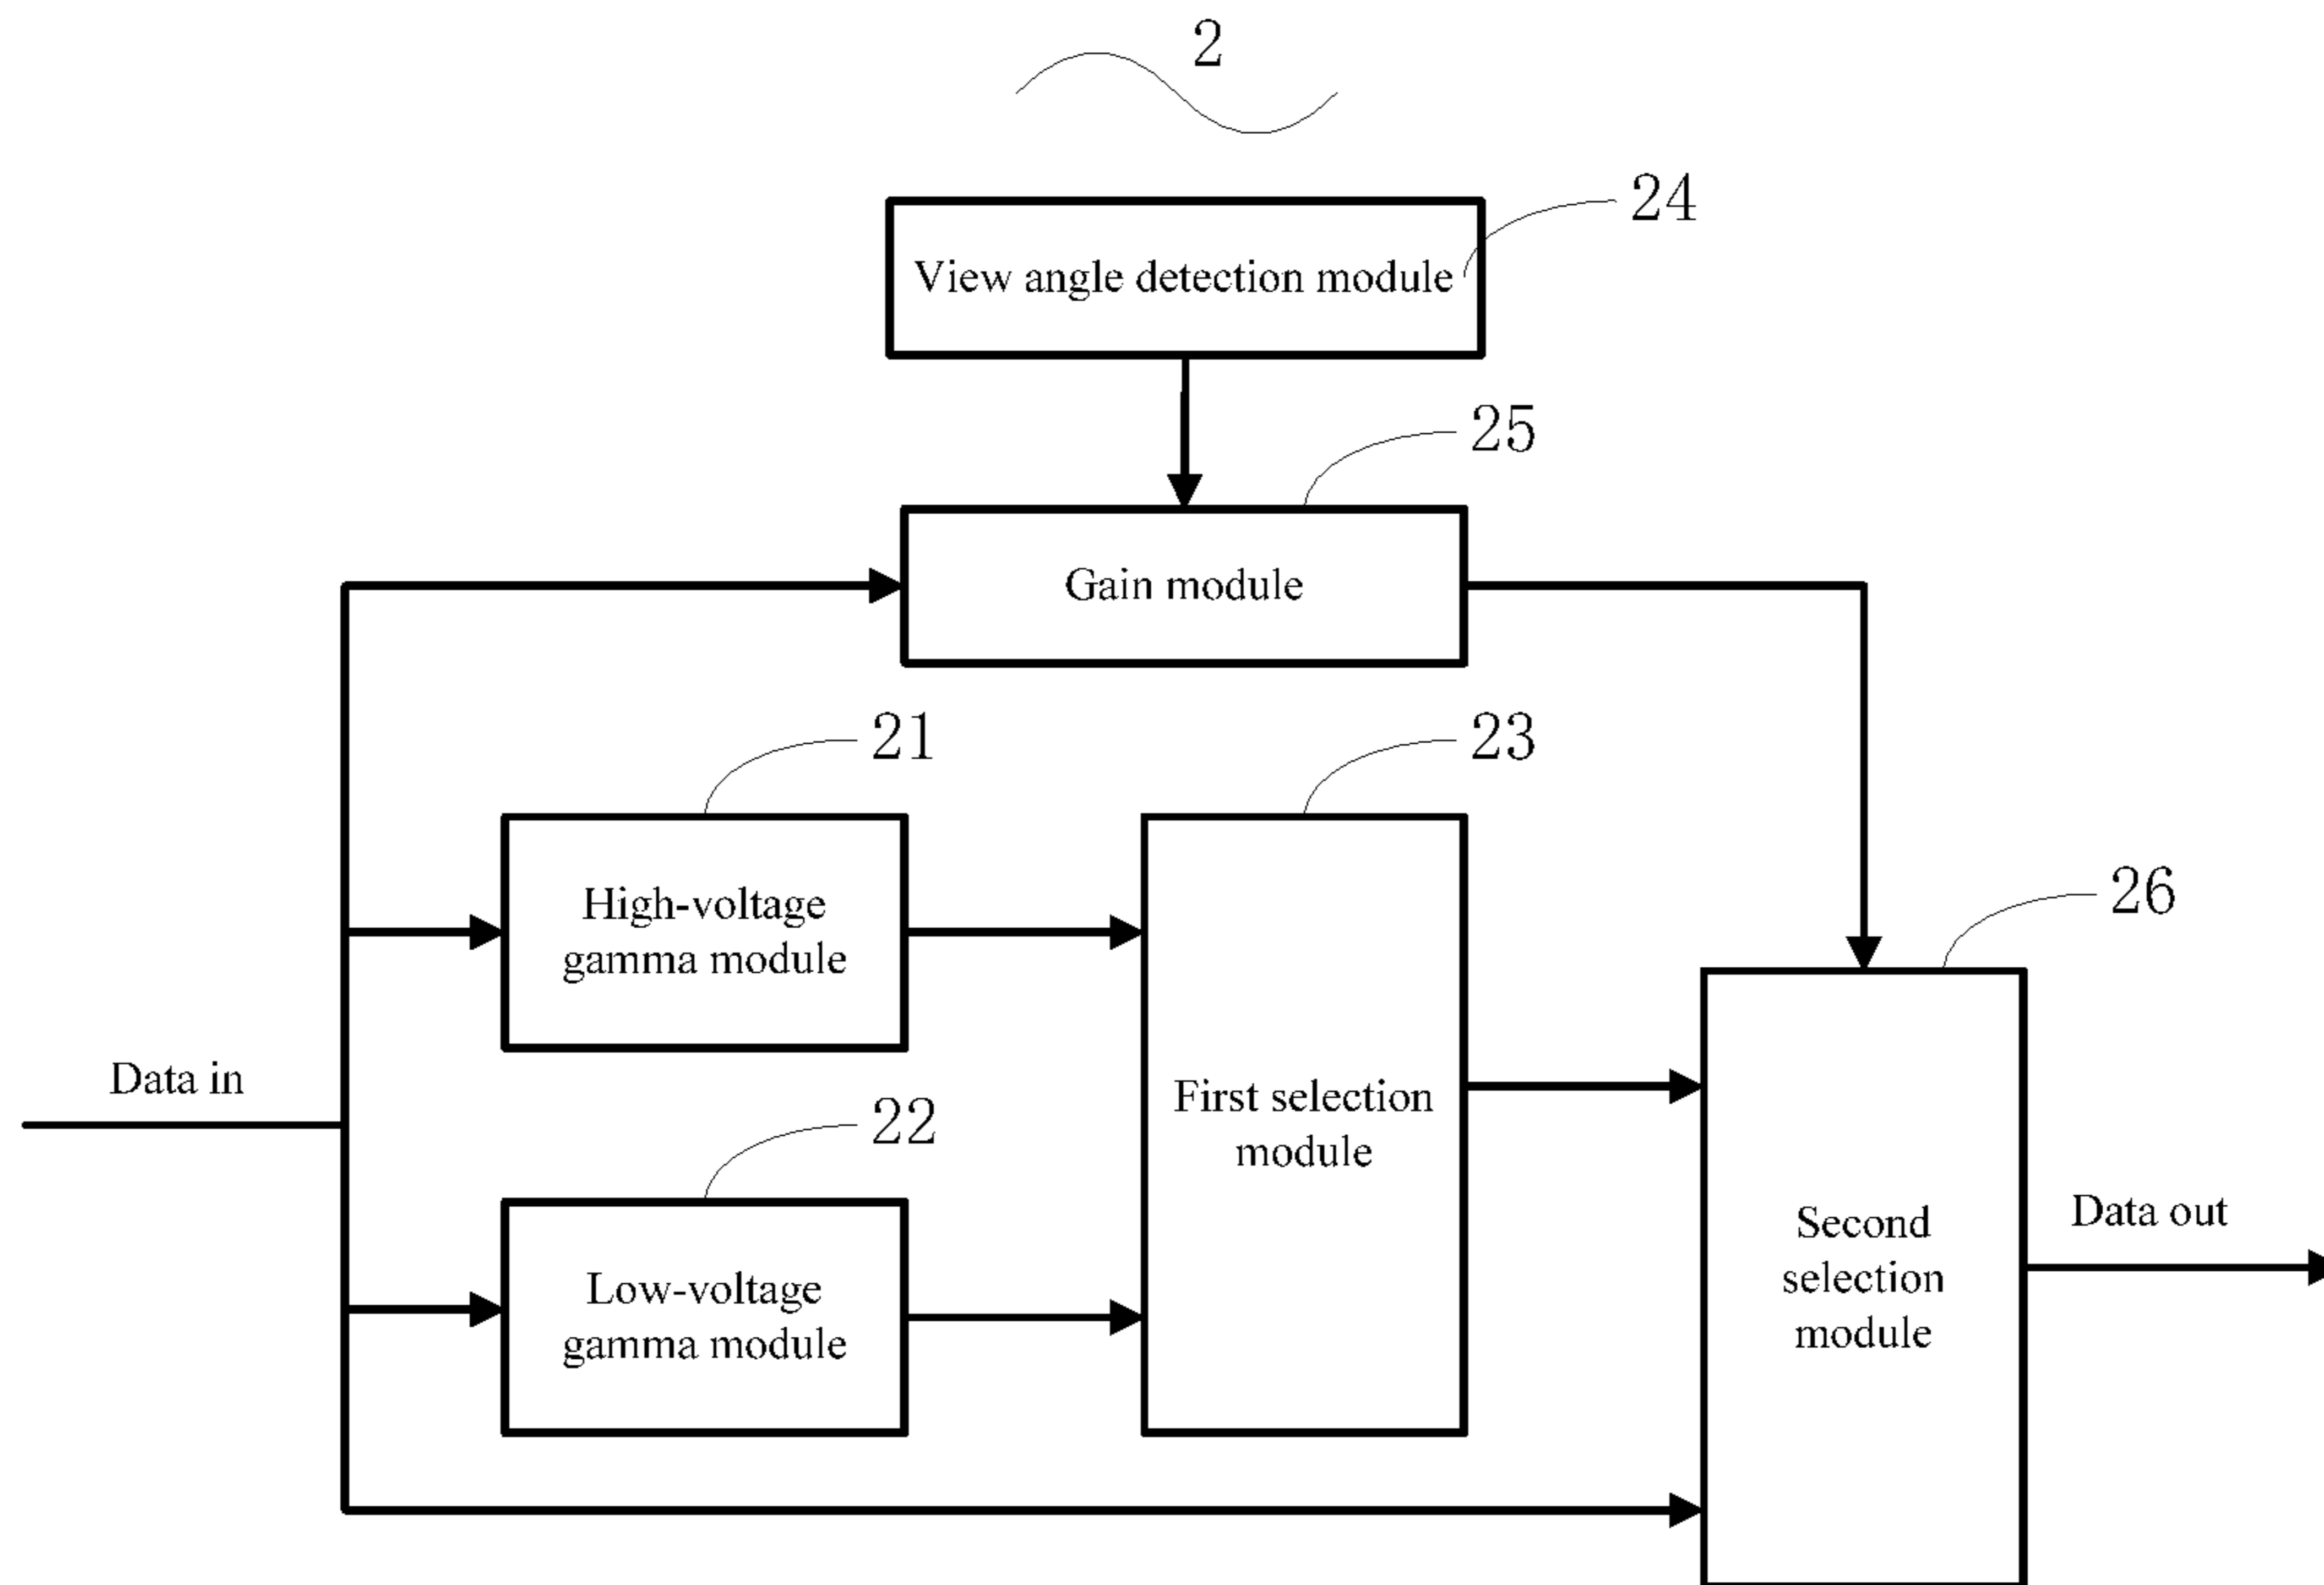 2
24
View angle detection module
25
Gain module
21
23
High-voltage
gamma module
26
Data in
First selection
module
22
Low-voltage
gamma module
Second
selection
module
Data out